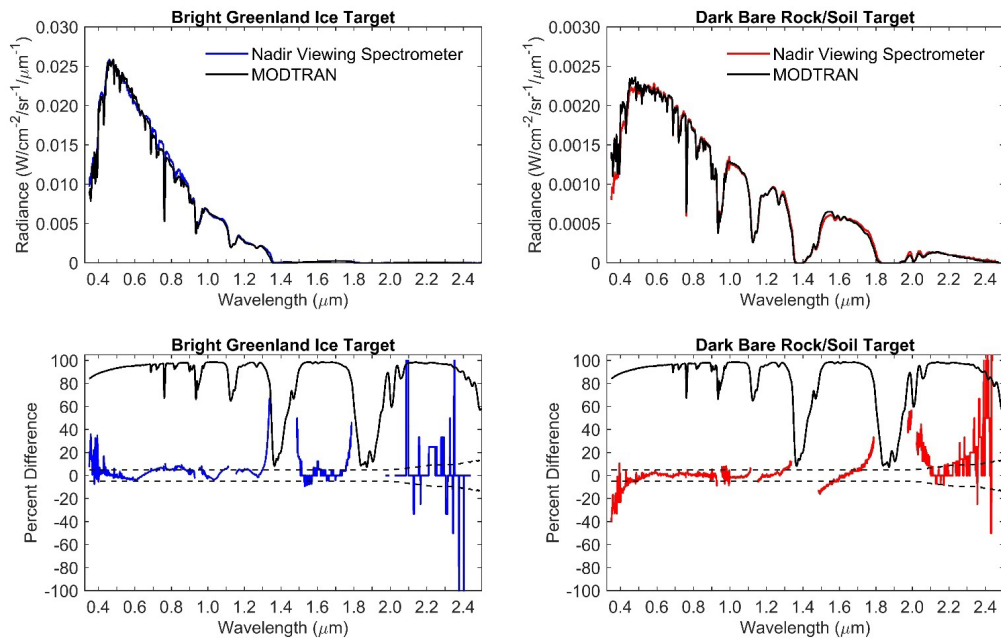 Bright Greenland Ice Target
0.030
0.025
0.020
0.015
0.010
0.005
0
Radiance (W/cm⁻²/sr⁻¹/μm⁻¹)
Nadir Viewing Spectrometer
MODTRAN
0.4 0.6 0.8 1.0 1.2 1.4 1.6 1.8 2.0 2.2 2.4
Wavelength (μm)
Dark Bare Rock/Soil Target
0.0030
0.0025
0.0020
0.0015
0.0010
0.0005
0
Radiance (W/cm⁻²/sr⁻¹/μm⁻¹)
Nadir Viewing Spectrometer
MODTRAN
0.4 0.6 0.8 1.0 1.2 1.4 1.6 1.8 2.0 2.2 2.4
Wavelength (μm)
Bright Greenland Ice Target
100
80
60
40
20
0
-20
-40
-60
-80
-100
Percent Difference
0.4 0.6 0.8 1.0 1.2 1.4 1.6 1.8 2.0 2.2 2.4
Wavelength (μm)
Dark Bare Rock/Soil Target
100
80
60
40
20
0
-20
-40
-60
-80
-100
Percent Difference
0.4 0.6 0.8 1.0 1.2 1.4 1.6 1.8 2.0 2.2 2.4
Wavelength (μm)